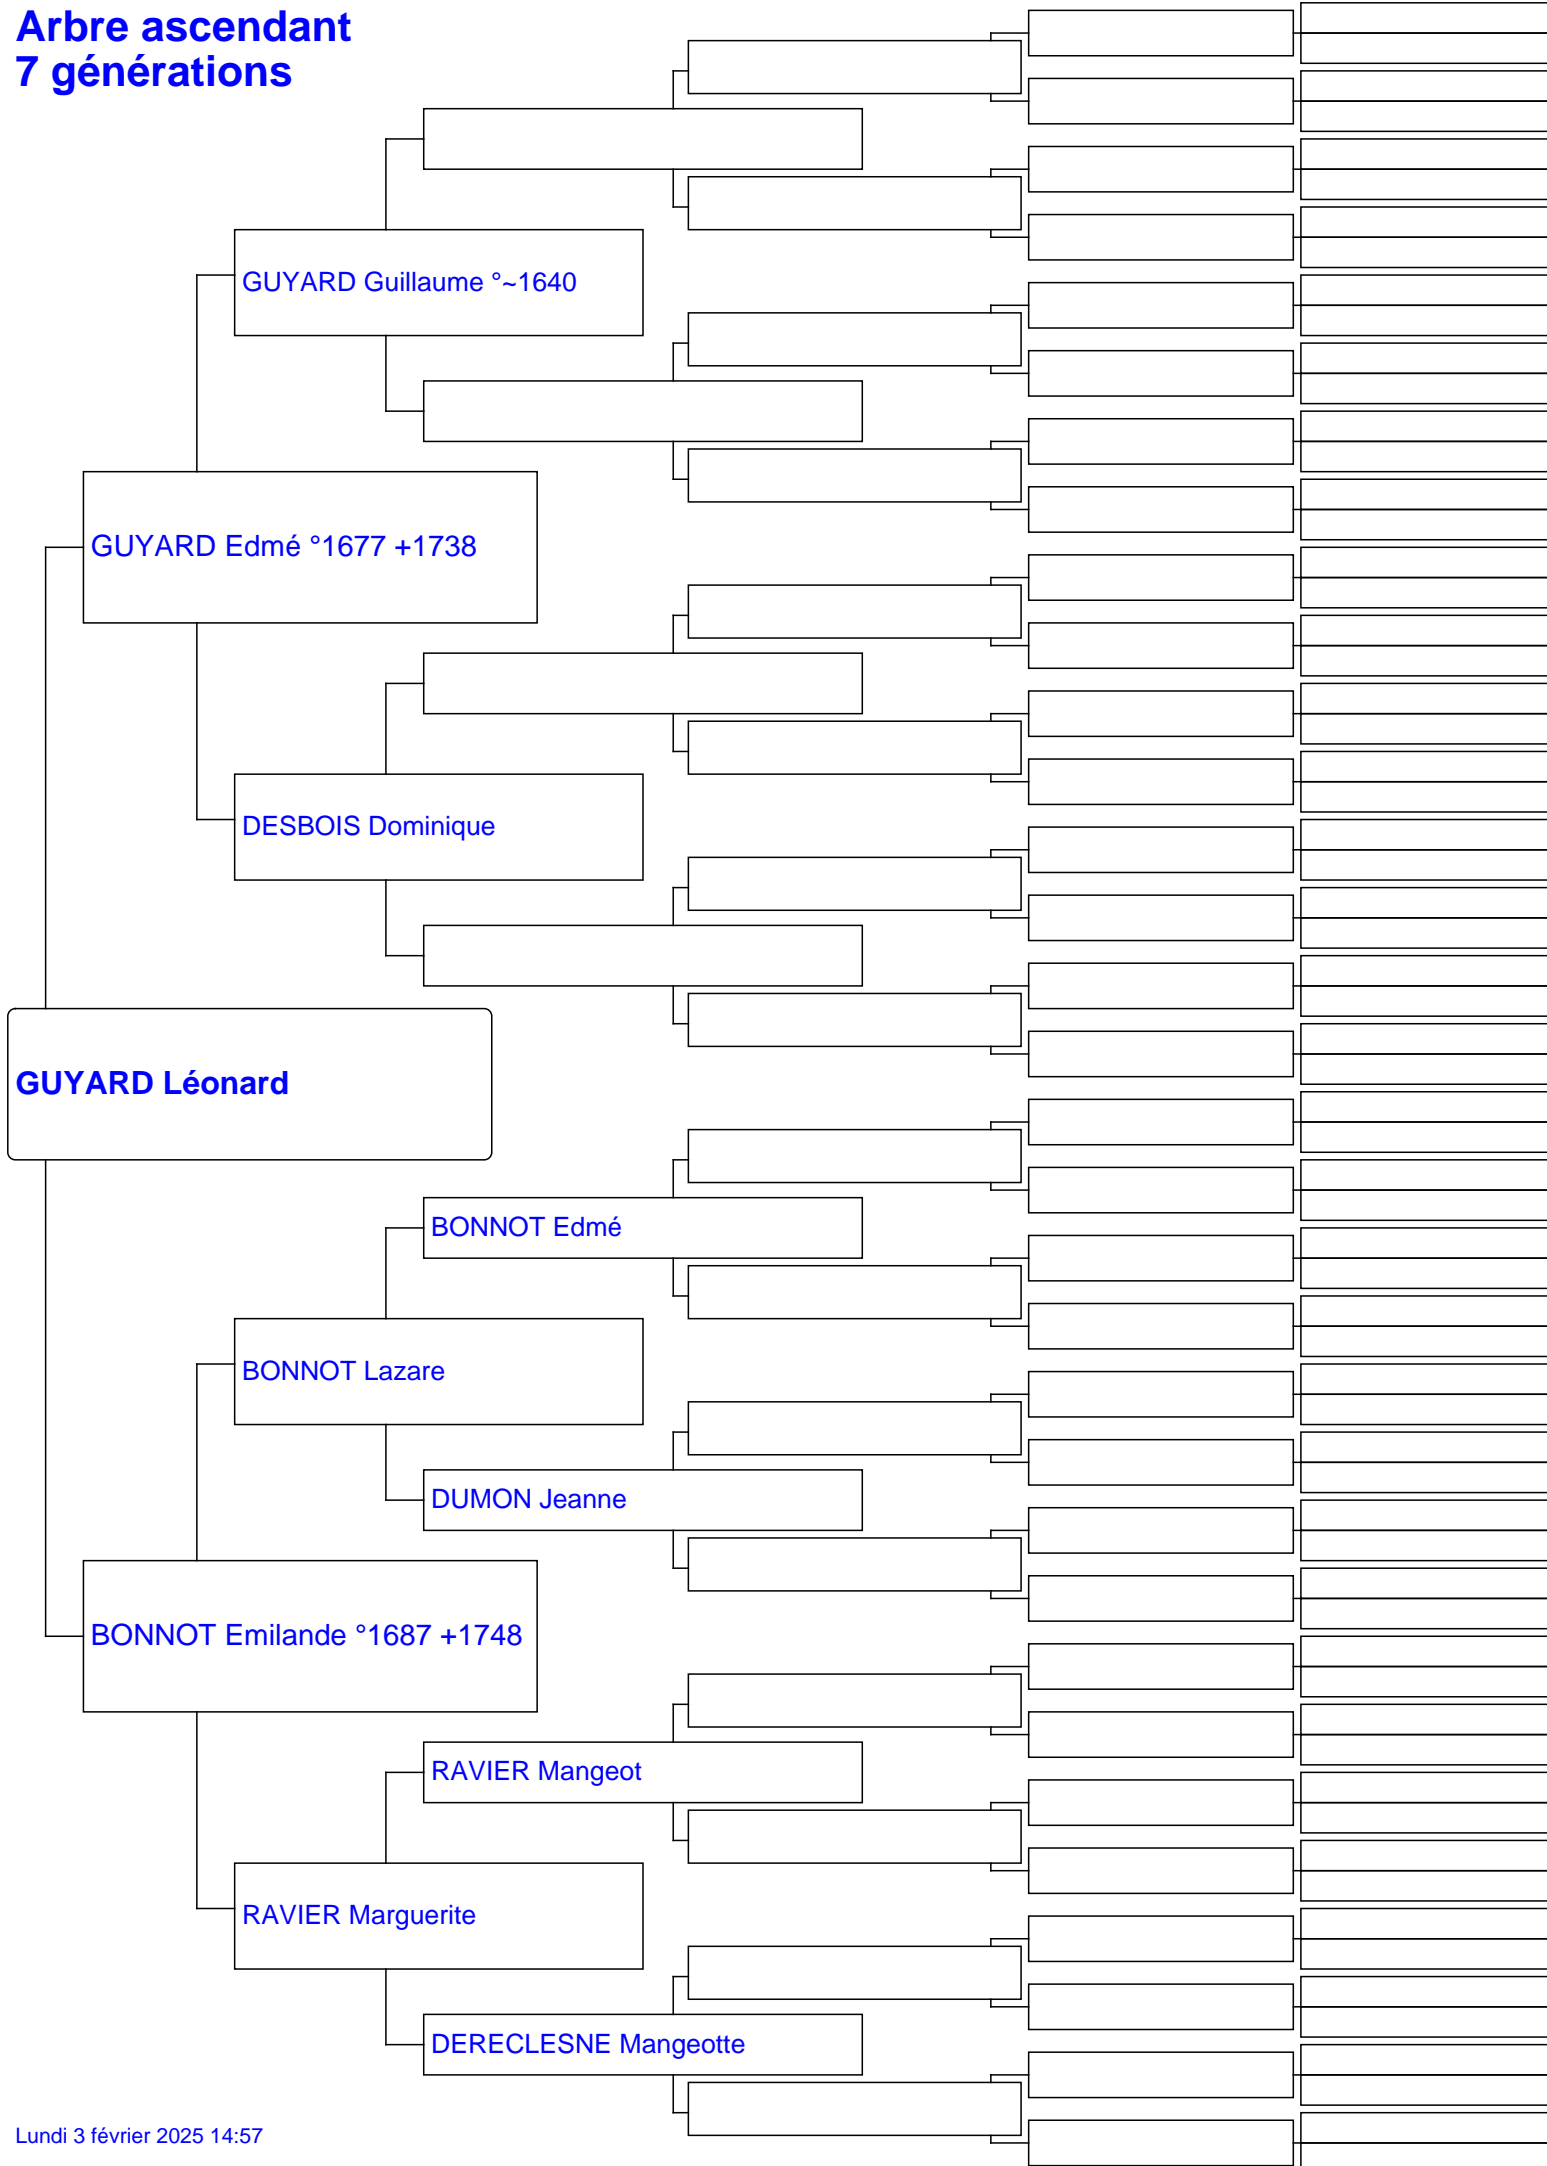 Arbre ascendant
7 générations
GUYARD Guillaume °~1640
GUYARD Edmé °1677 +1738
DESBOIS Dominique
GUYARD Léonard
BONNOT Edmé
BONNOT Lazare
DUMON Jeanne
BONNOT Emilande °1687 +1748
RAVIER Mangeot
RAVIER Marguerite
DERECLESNE Mangeotte
Lundi 3 février 2025 14:57